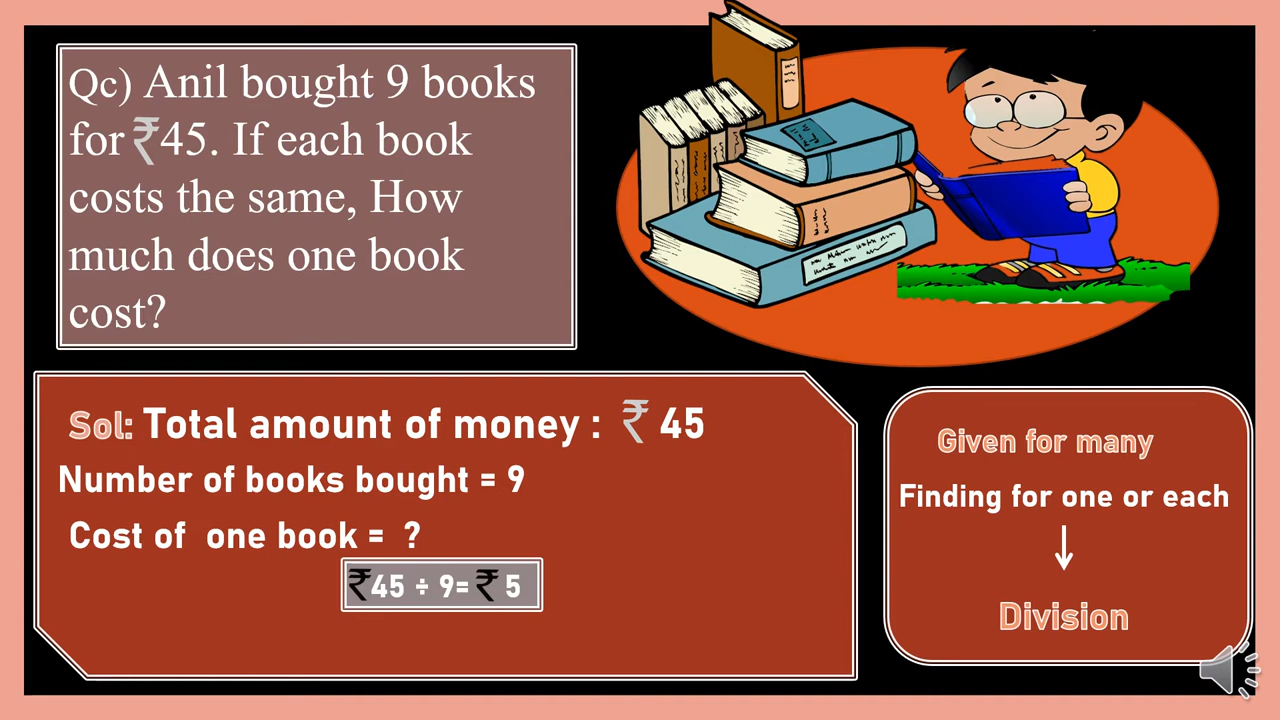 Qc) Anil bought 9 books
for ₹45. If each book
costs the same, How
much does one book
cost?
Sol: Total amount of money : ₹ 45
Number of books bought = 9
Cost of one book = ?
₹45 ÷ 9= ₹ 5
Given for many
Finding for one or each
Division